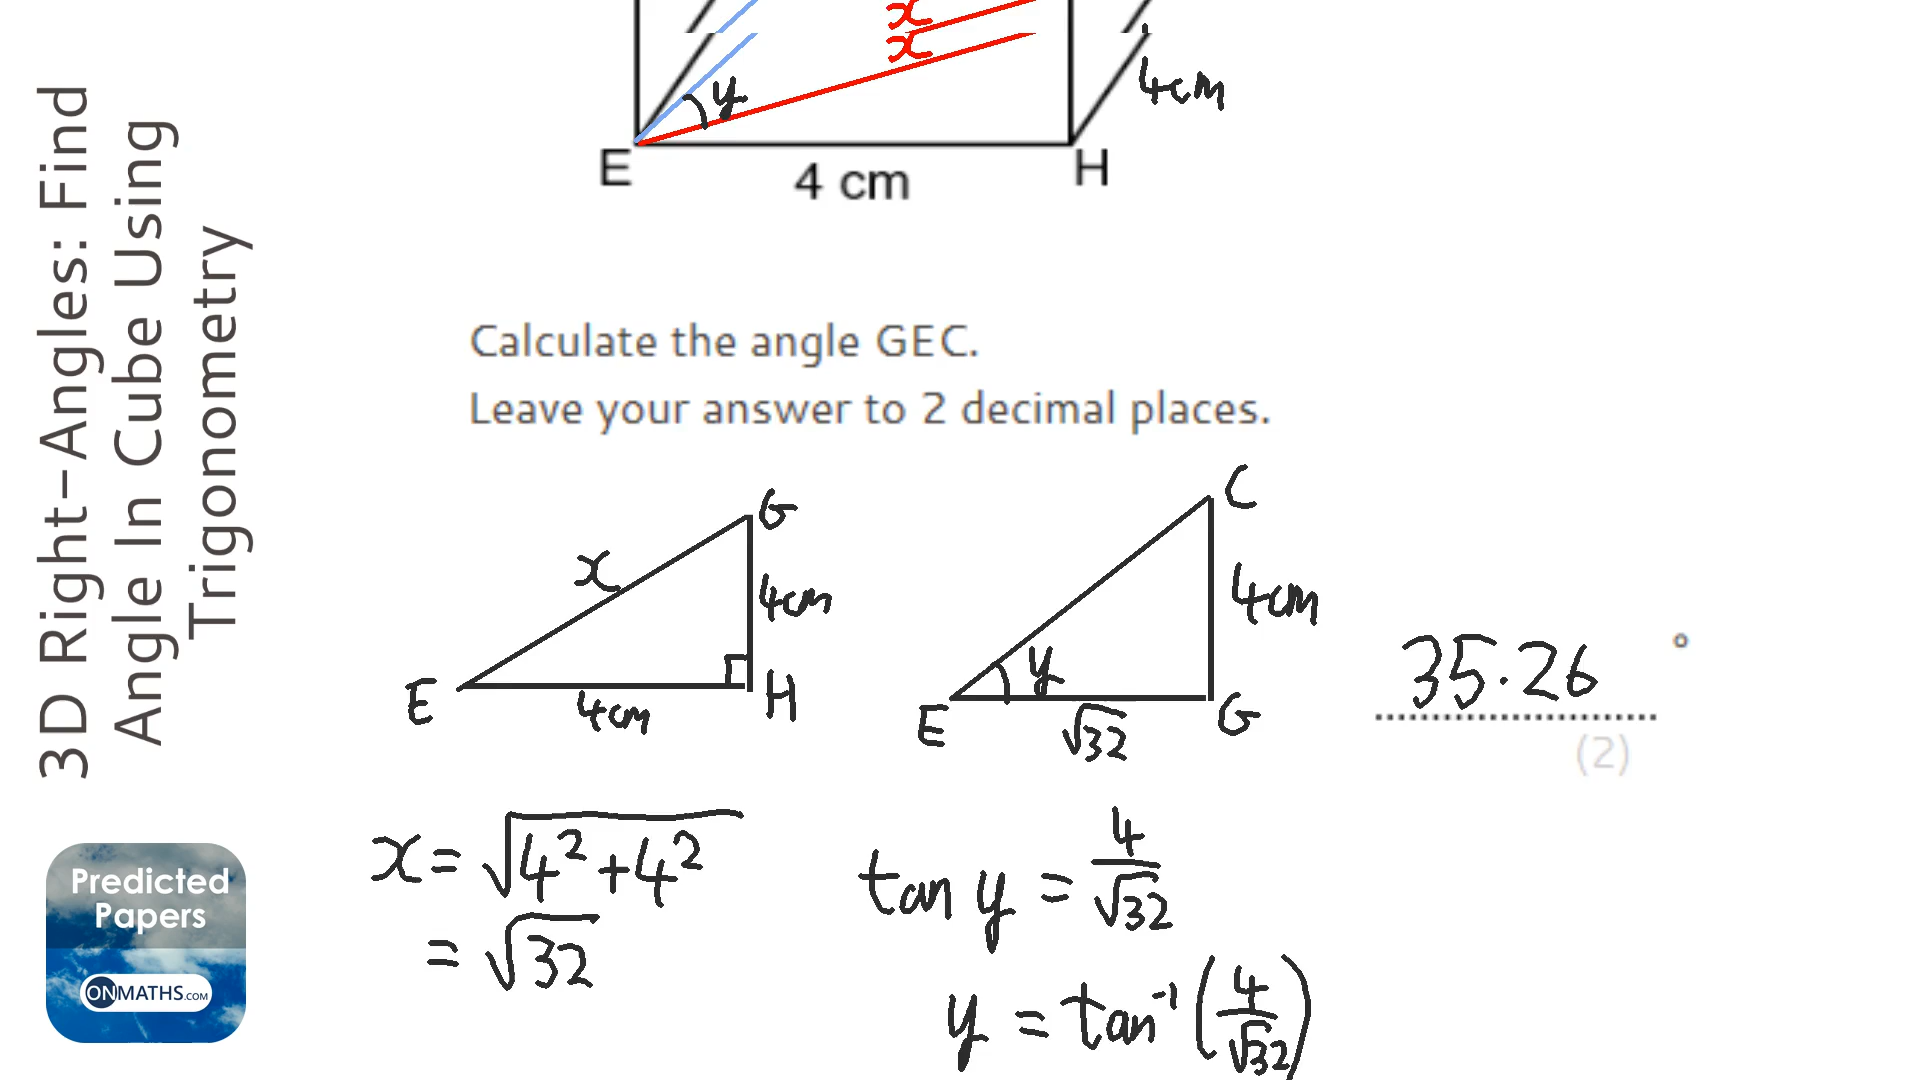 3D Right-Angles: Find
Angle In Cube Using
Trigonometry
x
x
y
4cm
E
H
4 cm
Calculate the angle GEC.
Leave your answer to 2 decimal places.
G
x
4cm
E
4cm
H
C
4cm
y
E
√32
G
35.26 °
(2)
x = √4²+4²
= √32
tan y = 4/√32
y = tan⁻¹(4/√32)
Predicted
Papers
ONMATHS.COM